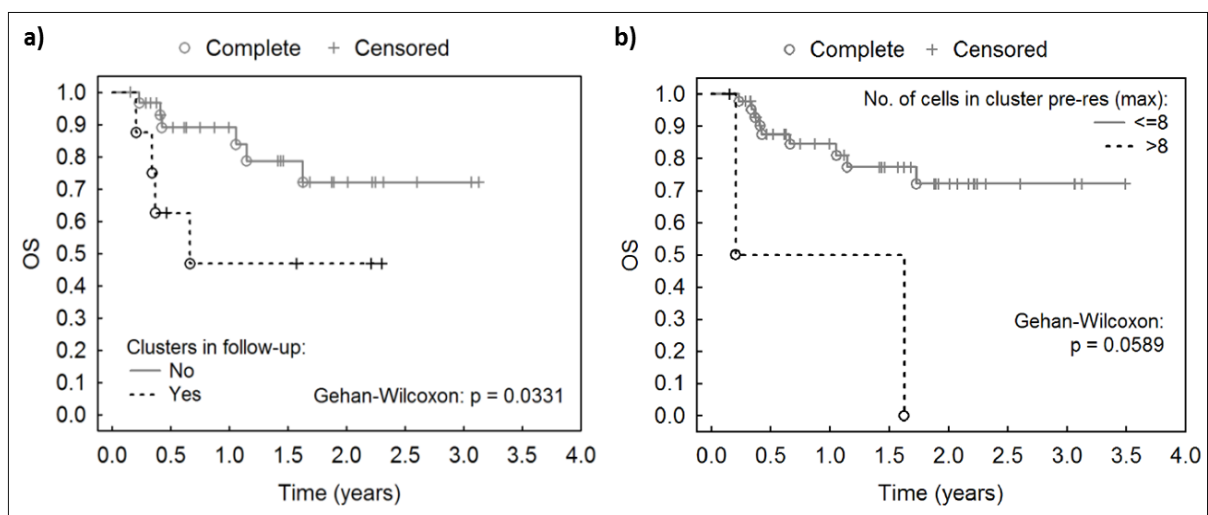 a)
Complete Censored
1.0
0.9
0.8
0.7
0.6
0.5
0.4
0.3
0.2
0.1
0.0
OS
Clusters in follow-up:
No
Yes
Gehan-Wilcoxon: p = 0.0331
0.0 0.5 1.0 1.5 2.0 2.5 3.0 3.5 4.0
Time (years)
b)
Complete Censored
1.0
0.9
0.8
0.7
0.6
0.5
0.4
0.3
0.2
0.1
0.0
OS
No. of cells in cluster pre-res (max):
<=8
>8
Gehan-Wilcoxon:
p = 0.0589
0.0 0.5 1.0 1.5 2.0 2.5 3.0 3.5 4.0
Time (years)